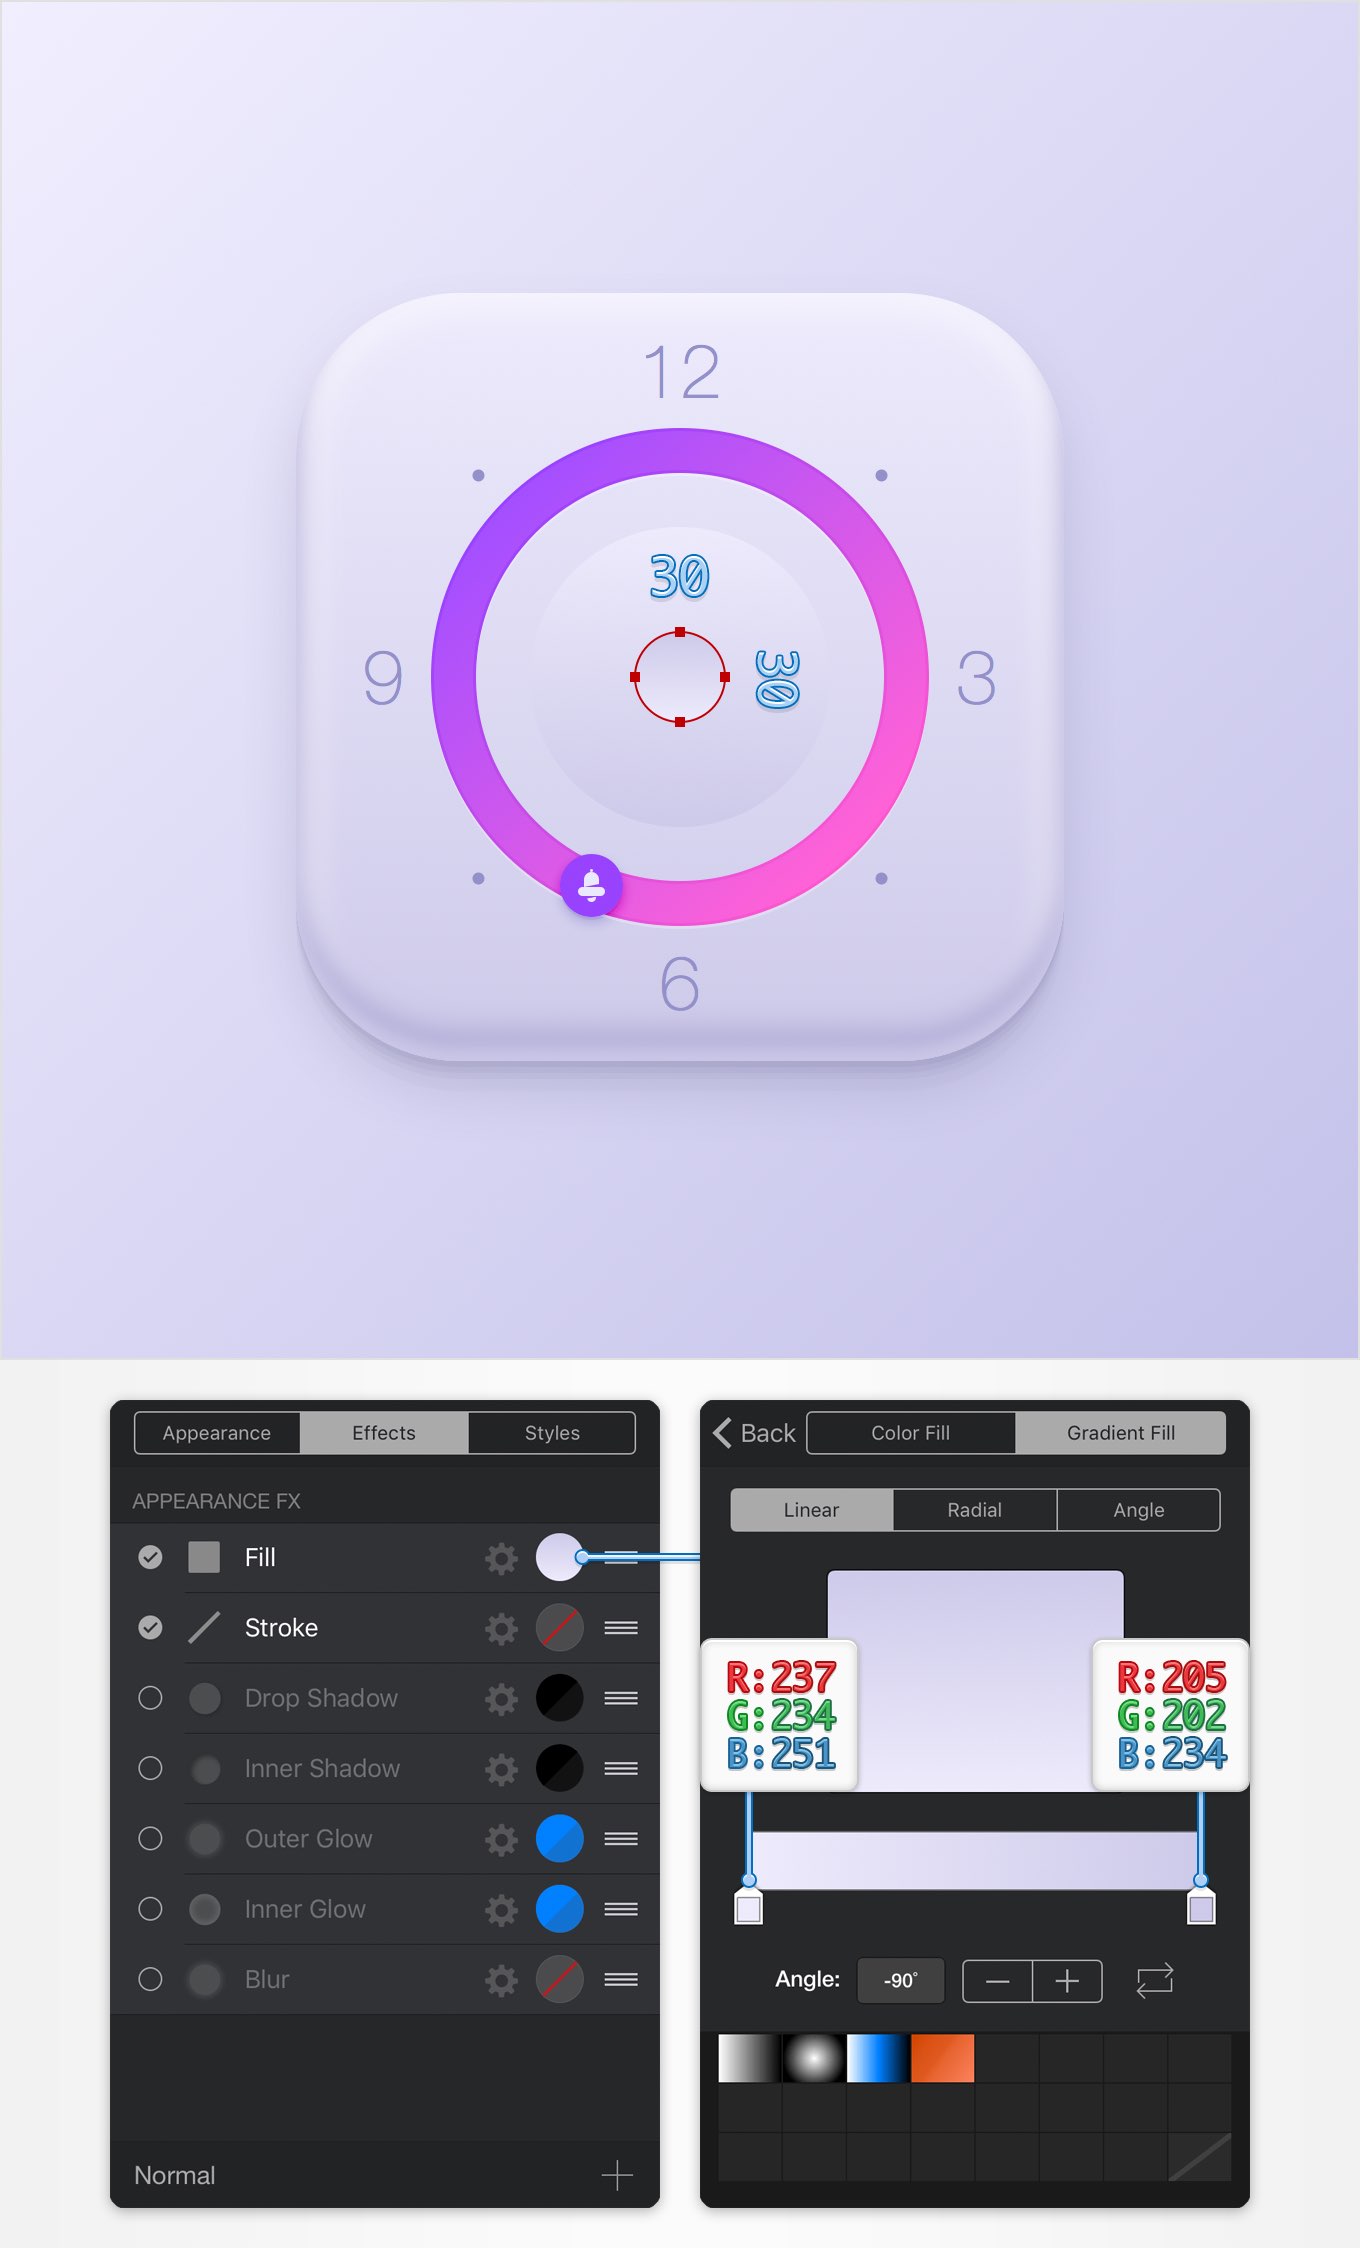 12
30
9
30
3
6
Appearance
Effects
Styles
Back
Color Fill
Gradient Fill
APPEARANCE FX
Linear
Radial
Angle
Fill
Stroke
R:237
G:234
B:251
R:205
G:202
B:234
Drop Shadow
Inner Shadow
Outer Glow
Inner Glow
Blur
Angle:
-90°
Normal